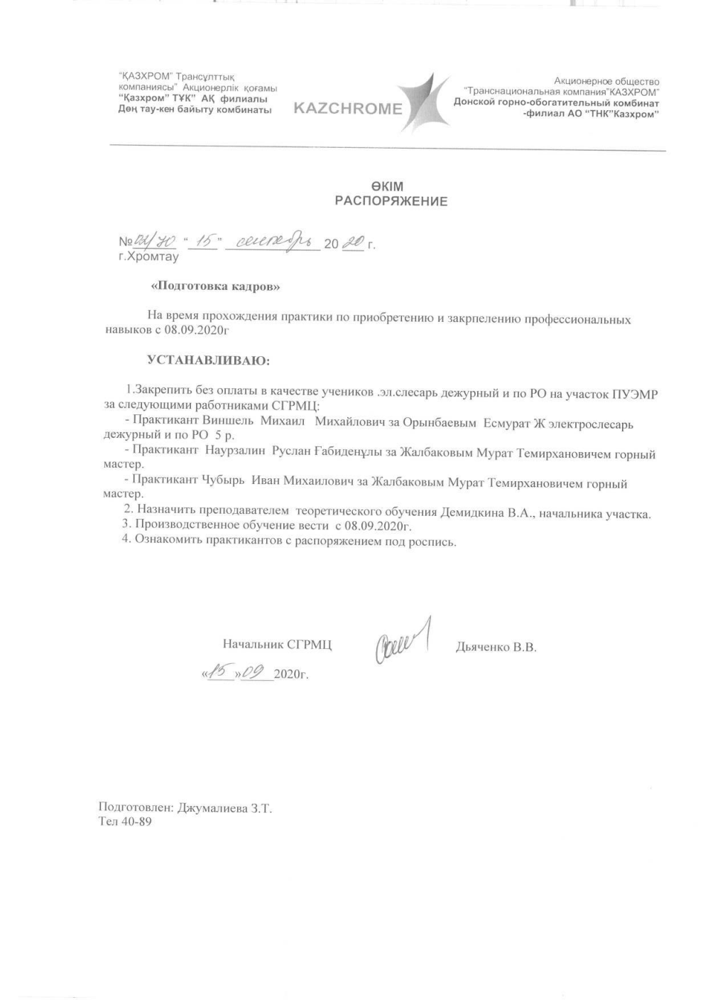 "ҚАЗХРОМ" Трансұлттық
компаниясы" Акционерлік қоғамы
"Қазхром" ТҰК" АҚ филиалы
Дөң тау-кен байыту комбинаты
KAZCHROME
Акционерное общество
"Транснациональная компания"КАЗХРОМ"
Донской горно-обогатительный комбинат
-филиал АО "ТНК"Казхром"
ӨКІМ
РАСПОРЯЖЕНИЕ
№ "15" сентябрь 2020 г.
г.Хромтау
«Подготовка кадров»
На время прохождения практики по приобретению и закрпелению профессиональных
навыков с 08.09.2020г
УСТАНАВЛИВАЮ:
1.Закрепить без оплаты в качестве учеников .эл.слесарь дежурный и по РО на участок ПУЭМР
за следующими работниками СГРМЦ:
- Практикант Виншель Михаил Михайлович за Орынбаевым Есмурат Ж электрослесарь
дежурный и по РО 5 р.
- Практикант Наурзалин Руслан Ғабиденұлы за Жалбаковым Мурат Темирхановичем горный
мастер.
- Практикант Чубырь Иван Михаилович за Жалбаковым Мурат Темирхановичем горный
мастер.
2. Назначить преподавателем теоретического обучения Демидкина В.А., начальника участка.
3. Производственное обучение вести с 08.09.2020г.
4. Ознакомить практикантов с распоряжением под роспись.
Начальник СГРМЦ Дьяченко В.В.
«15»09 2020г.
Подготовлен: Джумалиева З.Т.
Тел 40-89